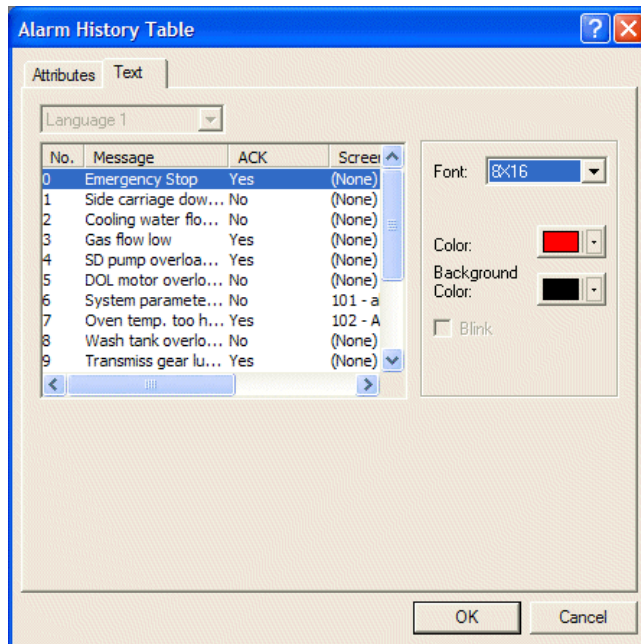 Alarm History Table
Attributes Text
Language 1
No. Message ACK Screen
0 Emergency Stop Yes (None)
1 Side carriage dow... No (None)
2 Cooling water flo... No (None)
3 Gas flow low Yes (None)
4 SD pump overloa... Yes (None)
5 DOL motor overlo... No (None)
6 System paramete... No 101 - a
7 Oven temp. too h... Yes 102 - A
8 Wash tank overlo... No (None)
9 Transmiss gear lu... Yes (None)
Font: 8X16
Color:
Background
Color:
Blink
OK Cancel